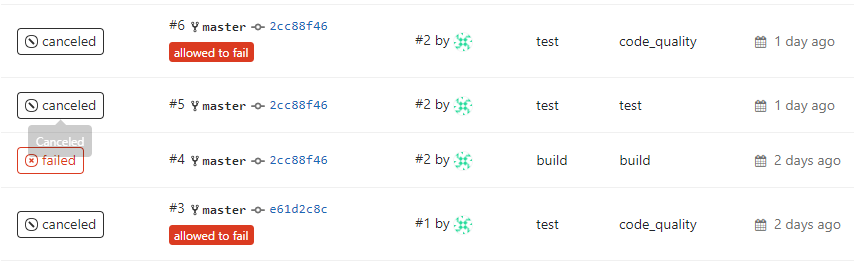 canceled #6 master 2cc88f46 #2 by test code_quality 1 day ago
allowed to fail
canceled #5 master 2cc88f46 #2 by test test 1 day ago
Canceled
failed #4 master 2cc88f46 #2 by build build 2 days ago
canceled #3 master e61d2c8c #1 by test code_quality 2 days ago
allowed to fail